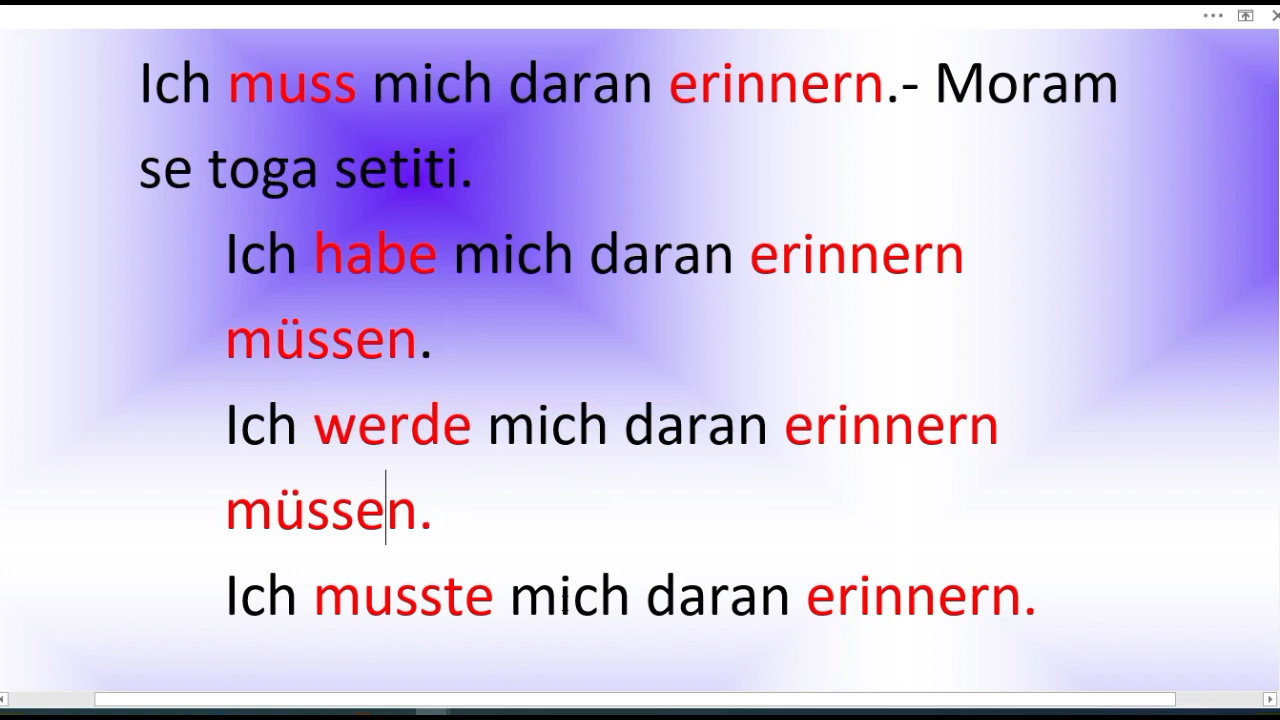 Ich muss mich daran erinnern.- Moram
se toga setiti.
Ich habe mich daran erinnern
müssen.
Ich werde mich daran erinnern
müssen.
Ich musste mich daran erinnern.